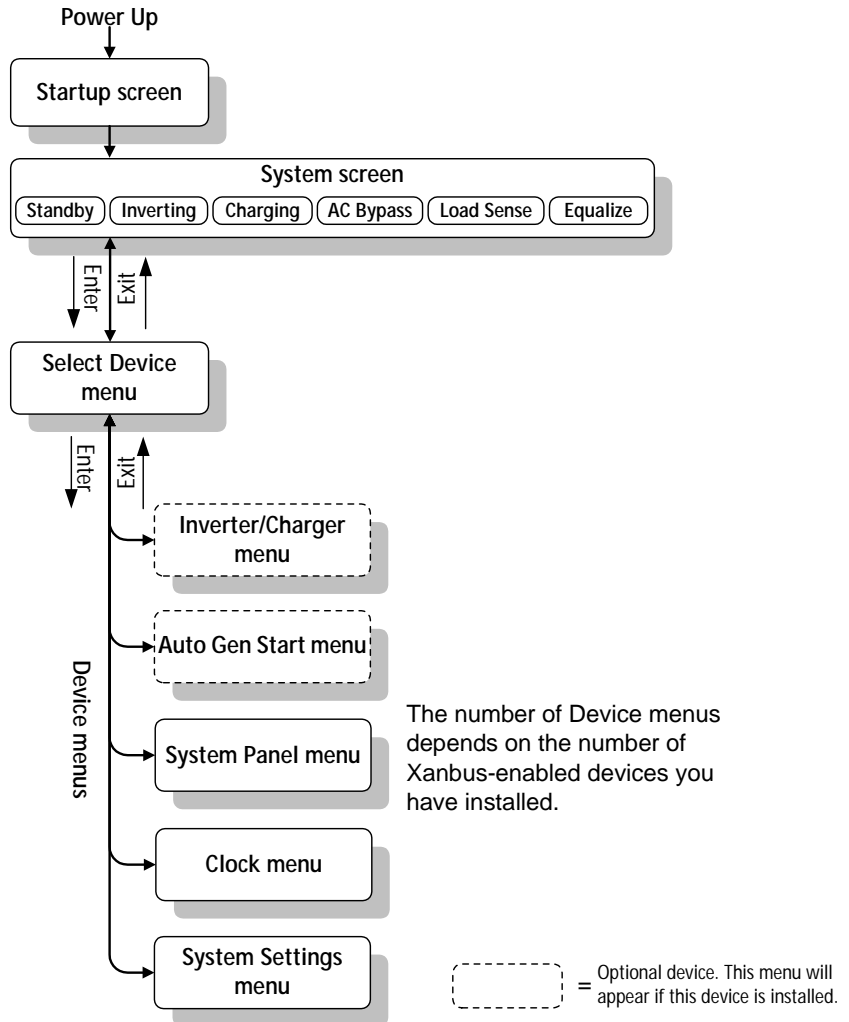 Power Up
Startup screen
System screen
Standby
Inverting
Charging
AC Bypass
Load Sense
Equalize
Enter
Exit
Select Device
menu
Enter
Exit
Device menus
Inverter/Charger
menu
Auto Gen Start menu
System Panel menu
The number of Device menus
depends on the number of
Xanbus-enabled devices you
have installed.
Clock menu
System Settings
menu
= Optional device. This menu will
appear if this device is installed.